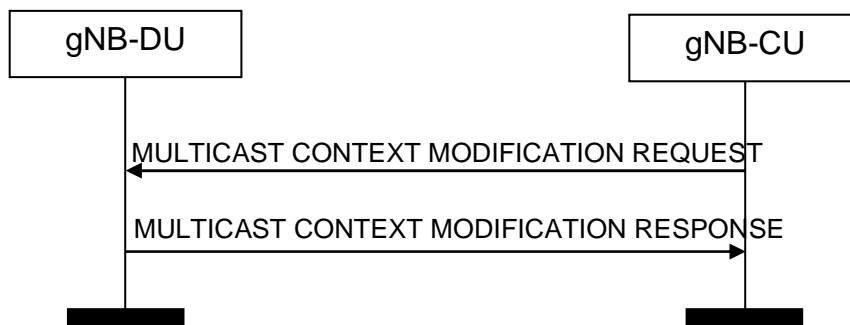 gNB-DU
gNB-CU
MULTICAST CONTEXT MODIFICATION REQUEST
MULTICAST CONTEXT MODIFICATION RESPONSE